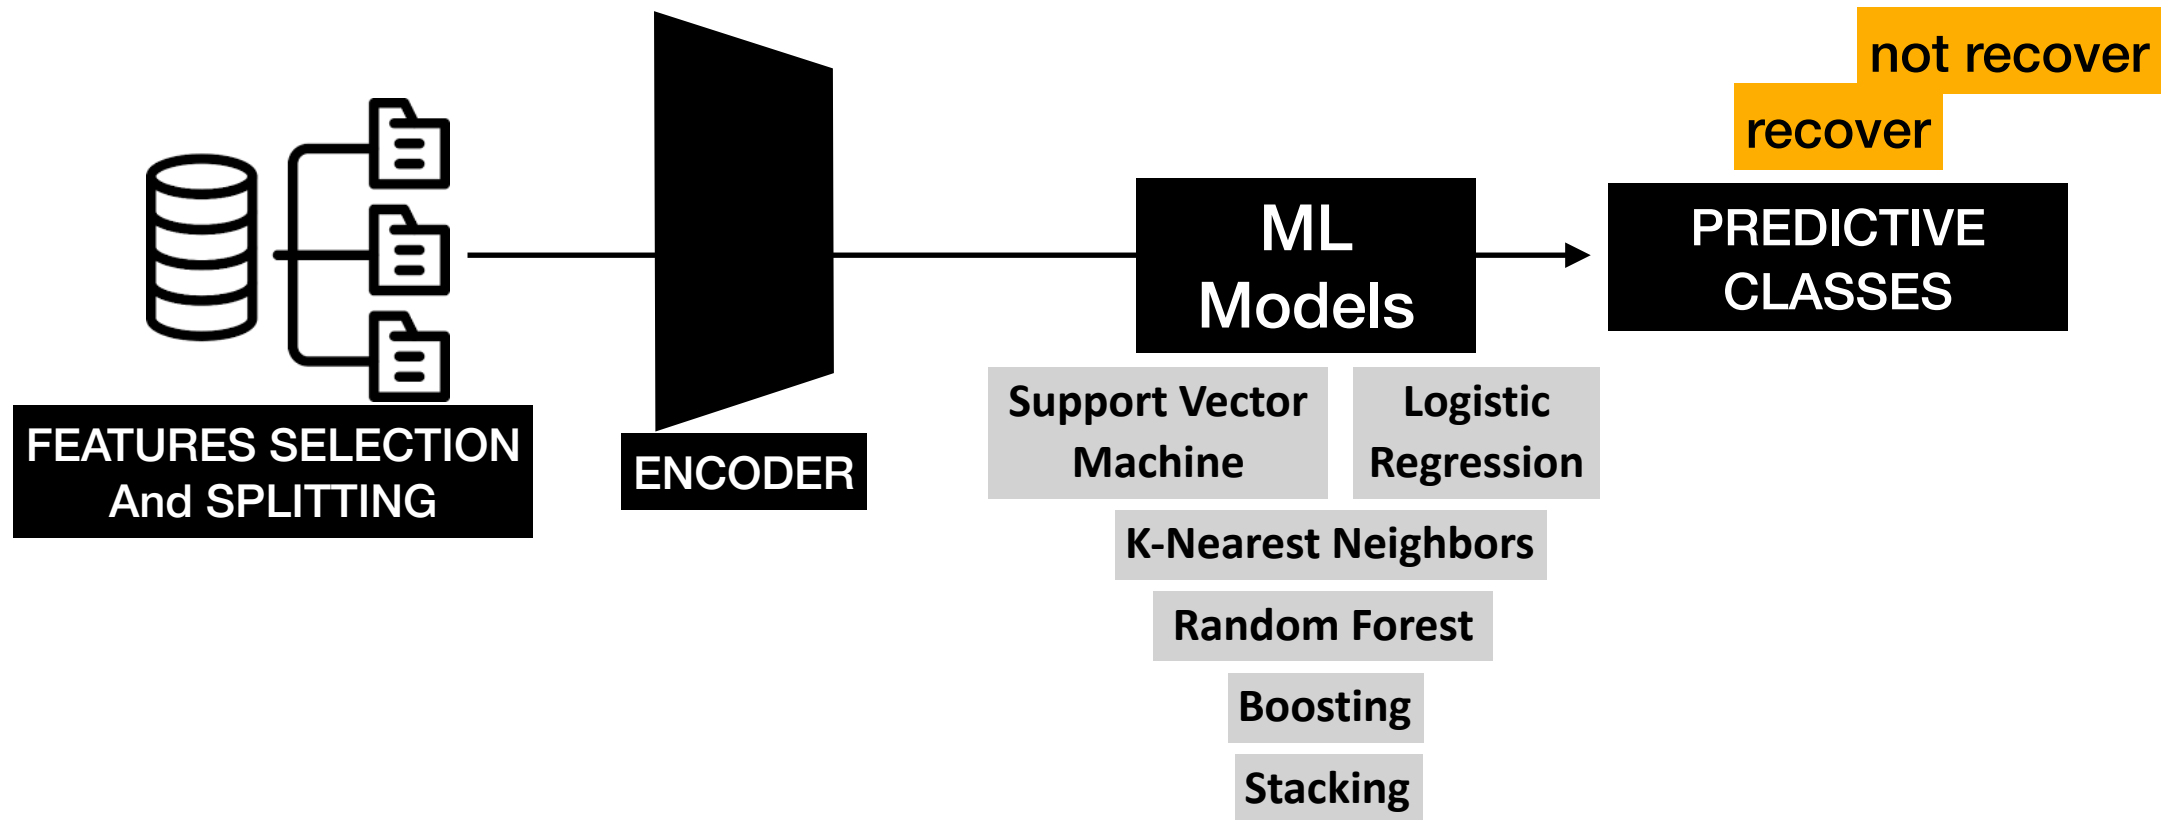 FEATURES SELECTION
And SPLITTING
ENCODER
ML
Models
Support Vector
Machine
Logistic
Regression
K-Nearest Neighbors
Random Forest
Boosting
Stacking
not recover
recover
PREDICTIVE
CLASSES